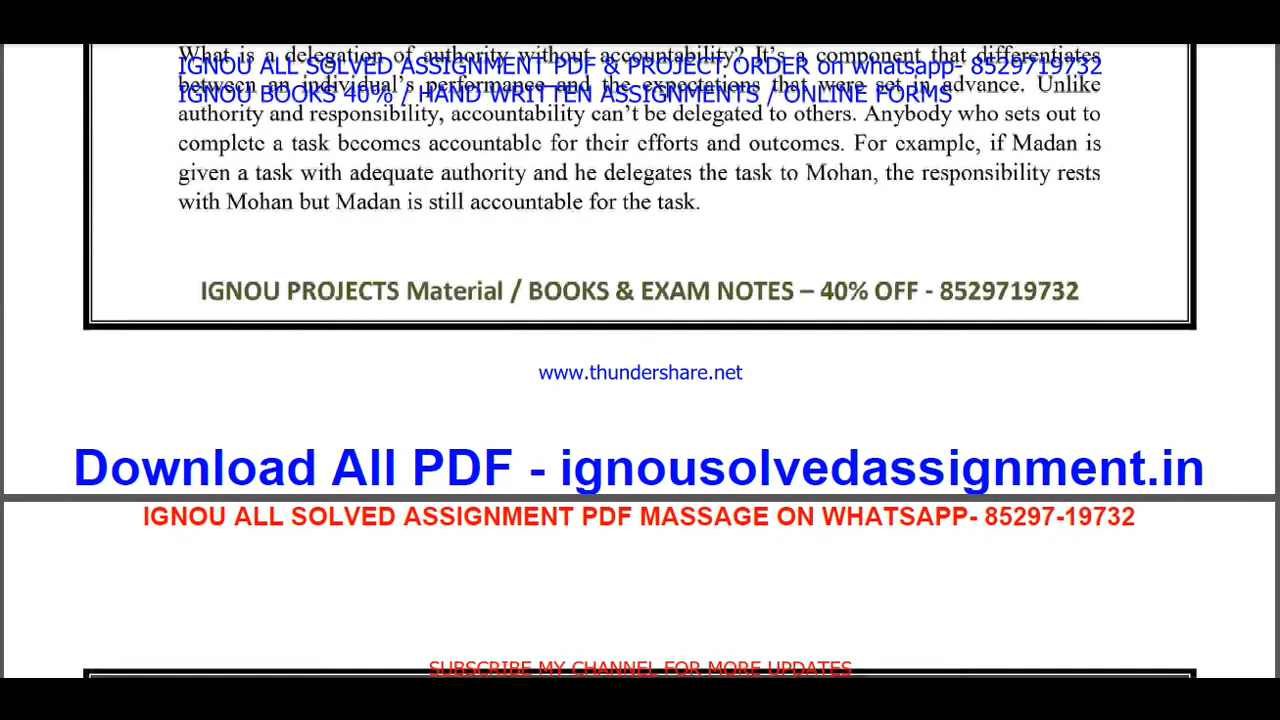 What is a delegation of authority without accountability? It's a component that differentiates
IGNOU ALL SOLVED ASSIGNMENT PDF & PROJECT ORDER on whatsapp- 8529719732
between an individual's performance and the expectations that were set in advance. Unlike
IGNOU BOOKS 40% / HAND WRITTEN ASSIGNMENTS / ONLINE FORMS
authority and responsibility, accountability can't be delegated to others. Anybody who sets out to
complete a task becomes accountable for their efforts and outcomes. For example, if Madan is
given a task with adequate authority and he delegates the task to Mohan, the responsibility rests
with Mohan but Madan is still accountable for the task.
IGNOU PROJECTS Material / BOOKS & EXAM NOTES – 40% OFF - 8529719732
www.thundershare.net
Download All PDF - ignousolvedassignment.in
IGNOU ALL SOLVED ASSIGNMENT PDF MASSAGE ON WHATSAPP- 85297-19732
SUBSCRIBE MY CHANNEL FOR MORE UPDATES